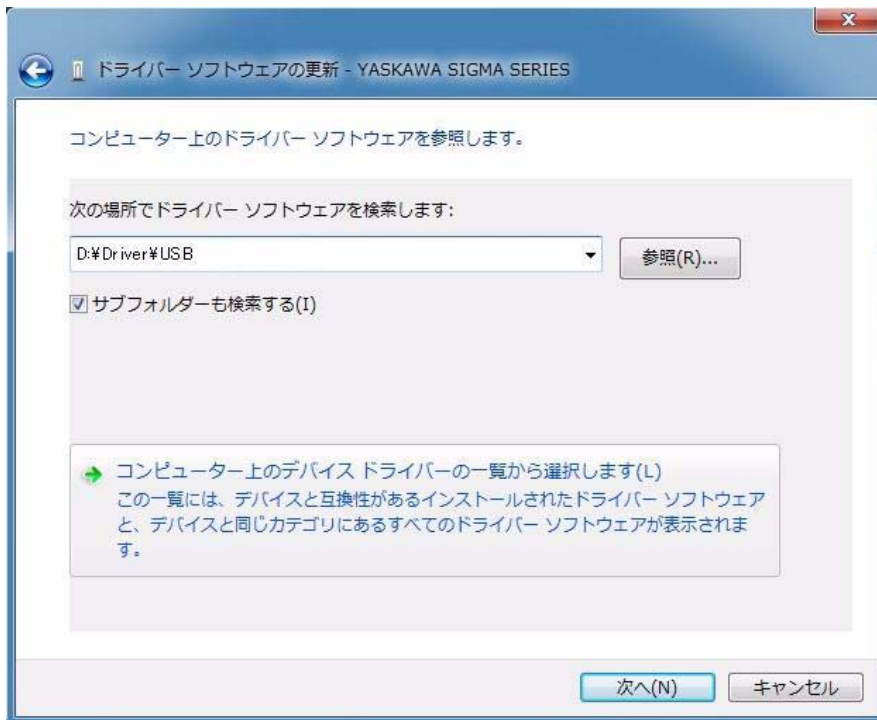 ドライバー ソフトウェアの更新 - YASKAWA SIGMA SERIES
コンピューター上のドライバー ソフトウェアを参照します。
次の場所でドライバー ソフトウェアを検索します:
D:¥Driver¥USB
参照(R)...
サブフォルダーも検索する(I)
コンピューター上のデバイス ドライバーの一覧から選択します(L)
この一覧には、デバイスと互換性があるインストールされたドライバー ソフトウェア
と、デバイスと同じカテゴリにあるすべてのドライバー ソフトウェアが表示されま
す。
次へ(N)
キャンセル